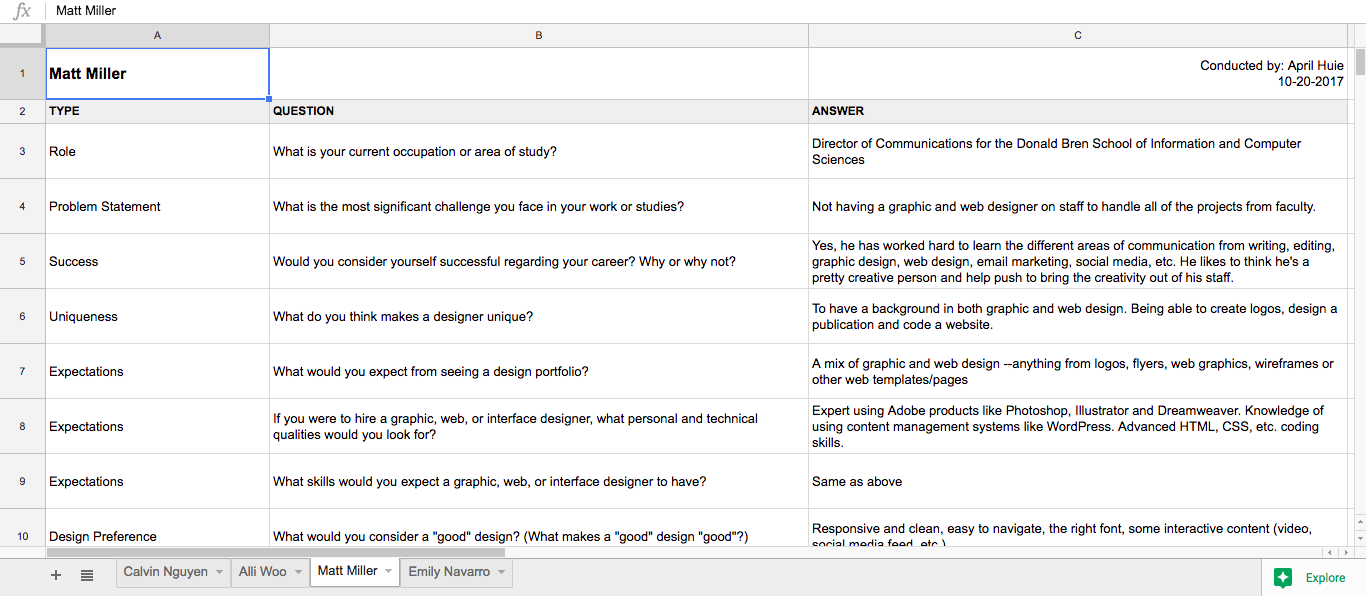 fx Matt Miller
A B C
1 Matt Miller Conducted by: April Huie
10-20-2017
2 TYPE QUESTION ANSWER
3 Role What is your current occupation or area of study? Director of Communications for the Donald Bren School of Information and Computer
Sciences
4 Problem Statement What is the most significant challenge you face in your work or studies? Not having a graphic and web designer on staff to handle all of the projects from faculty.
5 Success Would you consider yourself successful regarding your career? Why or why not? Yes, he has worked hard to learn the different areas of communication from writing, editing,
graphic design, web design, email marketing, social media, etc. He likes to think he's a
pretty creative person and help push to bring the creativity out of his staff.
6 Uniqueness What do you think makes a designer unique? To have a background in both graphic and web design. Being able to create logos, design a
publication and code a website.
7 Expectations What would you expect from seeing a design portfolio? A mix of graphic and web design --anything from logos, flyers, web graphics, wireframes or
other web templates/pages
8 Expectations If you were to hire a graphic, web, or interface designer, what personal and technical
qualities would you look for? Expert using Adobe products like Photoshop, Illustrator and Dreamweaver. Knowledge of
using content management systems like WordPress. Advanced HTML, CSS, etc. coding
skills.
9 Expectations What skills would you expect a graphic, web, or interface designer to have? Same as above
10 Design Preference What would you consider a "good" design? (What makes a "good" design "good"?) Responsive and clean, easy to navigate, the right font, some interactive content (video,
social media feed, etc.)
Calvin Nguyen Alli Woo Matt Miller Emily Navarro Explore